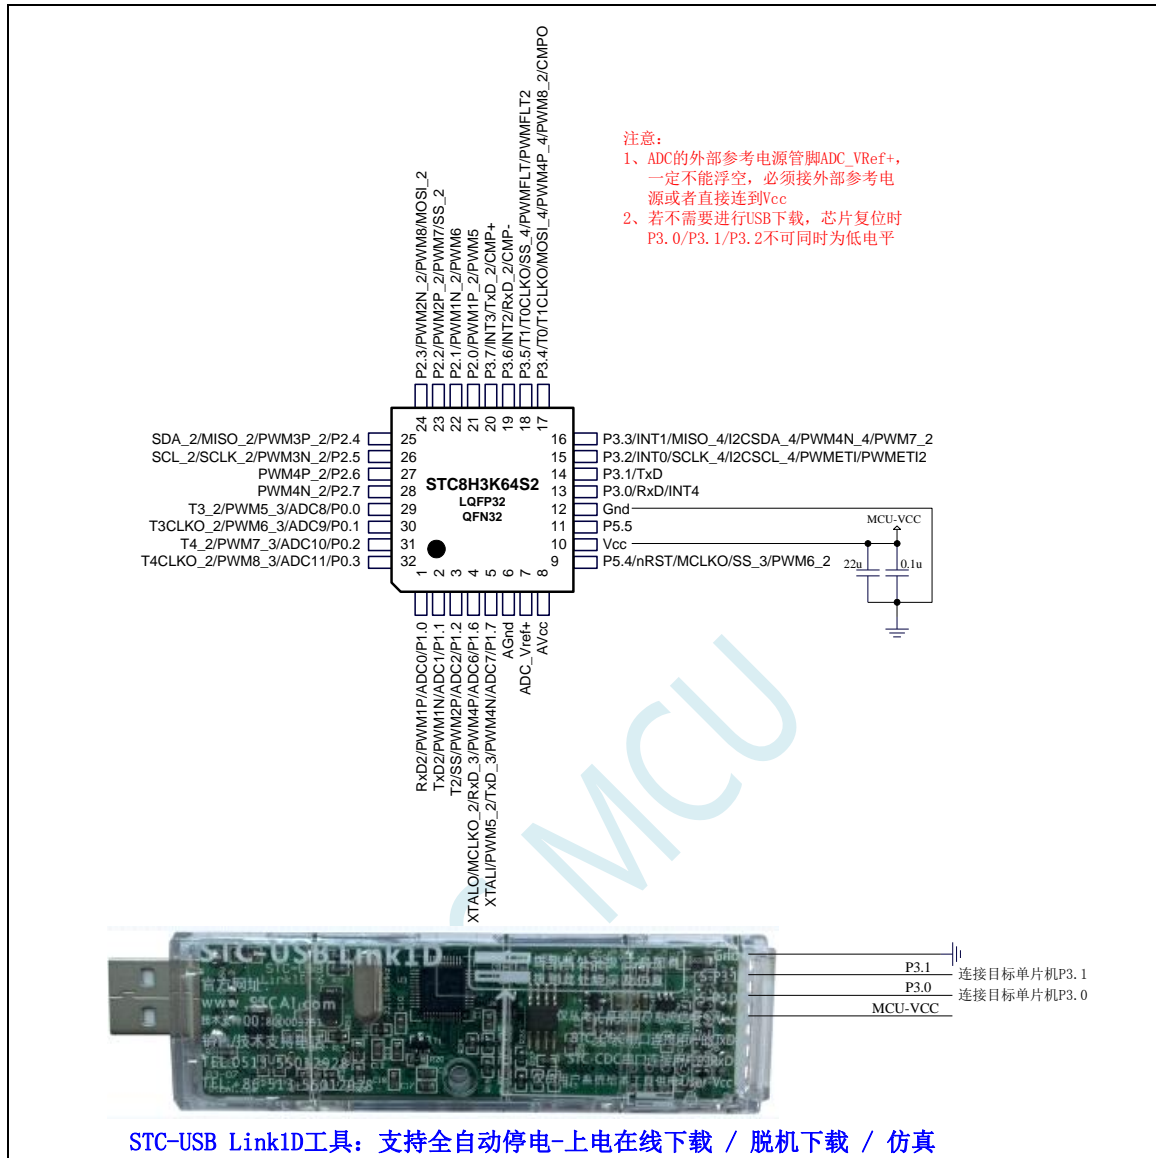 注意：
1、ADC的外部参考电源管脚ADC_VRef+，
一定不能浮空，必须接外部参考电
源或者直接连到Vcc
2、若不需要进行USB下载，芯片复位时
P3.0/P3.1/P3.2不可同时为低电平
P2.3/PWM2N_2/PWM8/MOSI_2
P2.2/PWM2P_2/PWM7/SS_2
P2.1/PWM1N_2/PWM6
P2.0/PWM1P_2/PWM5
P3.7/INT3/TxD_2/CMP+
P3.6/INT2/RxD_2/CMP-
P3.5/T1/T0CLKO/SS_4/PWMFLT/PWMFLT2
P3.4/T0/T1CLKO/MOSI_4/PWM4P_4/PWM8_2/CMPO
24 23 22 21 20 19 18 17
SDA_2/MISO_2/PWM3P_2/P2.4 25
SCL_2/SCLK_2/PWM3N_2/P2.5 26
PWM4P_2/P2.6 27
PWM4N_2/P2.7 28
T3_2/PWM5_3/ADC8/P0.0 29
T3CLKO_2/PWM6_3/ADC9/P0.1 30
T4_2/PWM7_3/ADC10/P0.2 31
T4CLKO_2/PWM8_3/ADC11/P0.3 32
STC8H3K64S2
LQFP32
QFN32
16 P3.3/INT1/MISO_4/I2CSDA_4/PWM4N_4/PWM7_2
15 P3.2/INT0/SCLK_4/I2CSCL_4/PWMETI/PWMETI2
14 P3.1/TxD
13 P3.0/RxD/INT4
12 Gnd
11 P5.5
10 Vcc
9 P5.4/nRST/MCLKO/SS_3/PWM6_2
MCU-VCC
22u 0.1u
1 2 3 4 5 6 7 8
RxD2/PWM1P/ADC0/P1.0
TxD2/PWM1N/ADC1/P1.1
T2/SS/PWM2P/ADC2/P1.2
XTALO/MCLKO_2/RxD_3/PWM4P/ADC6/P1.6
XTALI/PWM5_2/TxD_3/PWM4N/ADC7/P1.7
AGnd
ADC_Vref+
AVcc
MCU
STC-USB Link1D
官方网址:
www.STCAI.com
P3.1 连接目标单片机P3.1
P3.0 连接目标单片机P3.0
MCU-VCC
STC-USB Link1D工具：支持全自动停电-上电在线下载 / 脱机下载 / 仿真